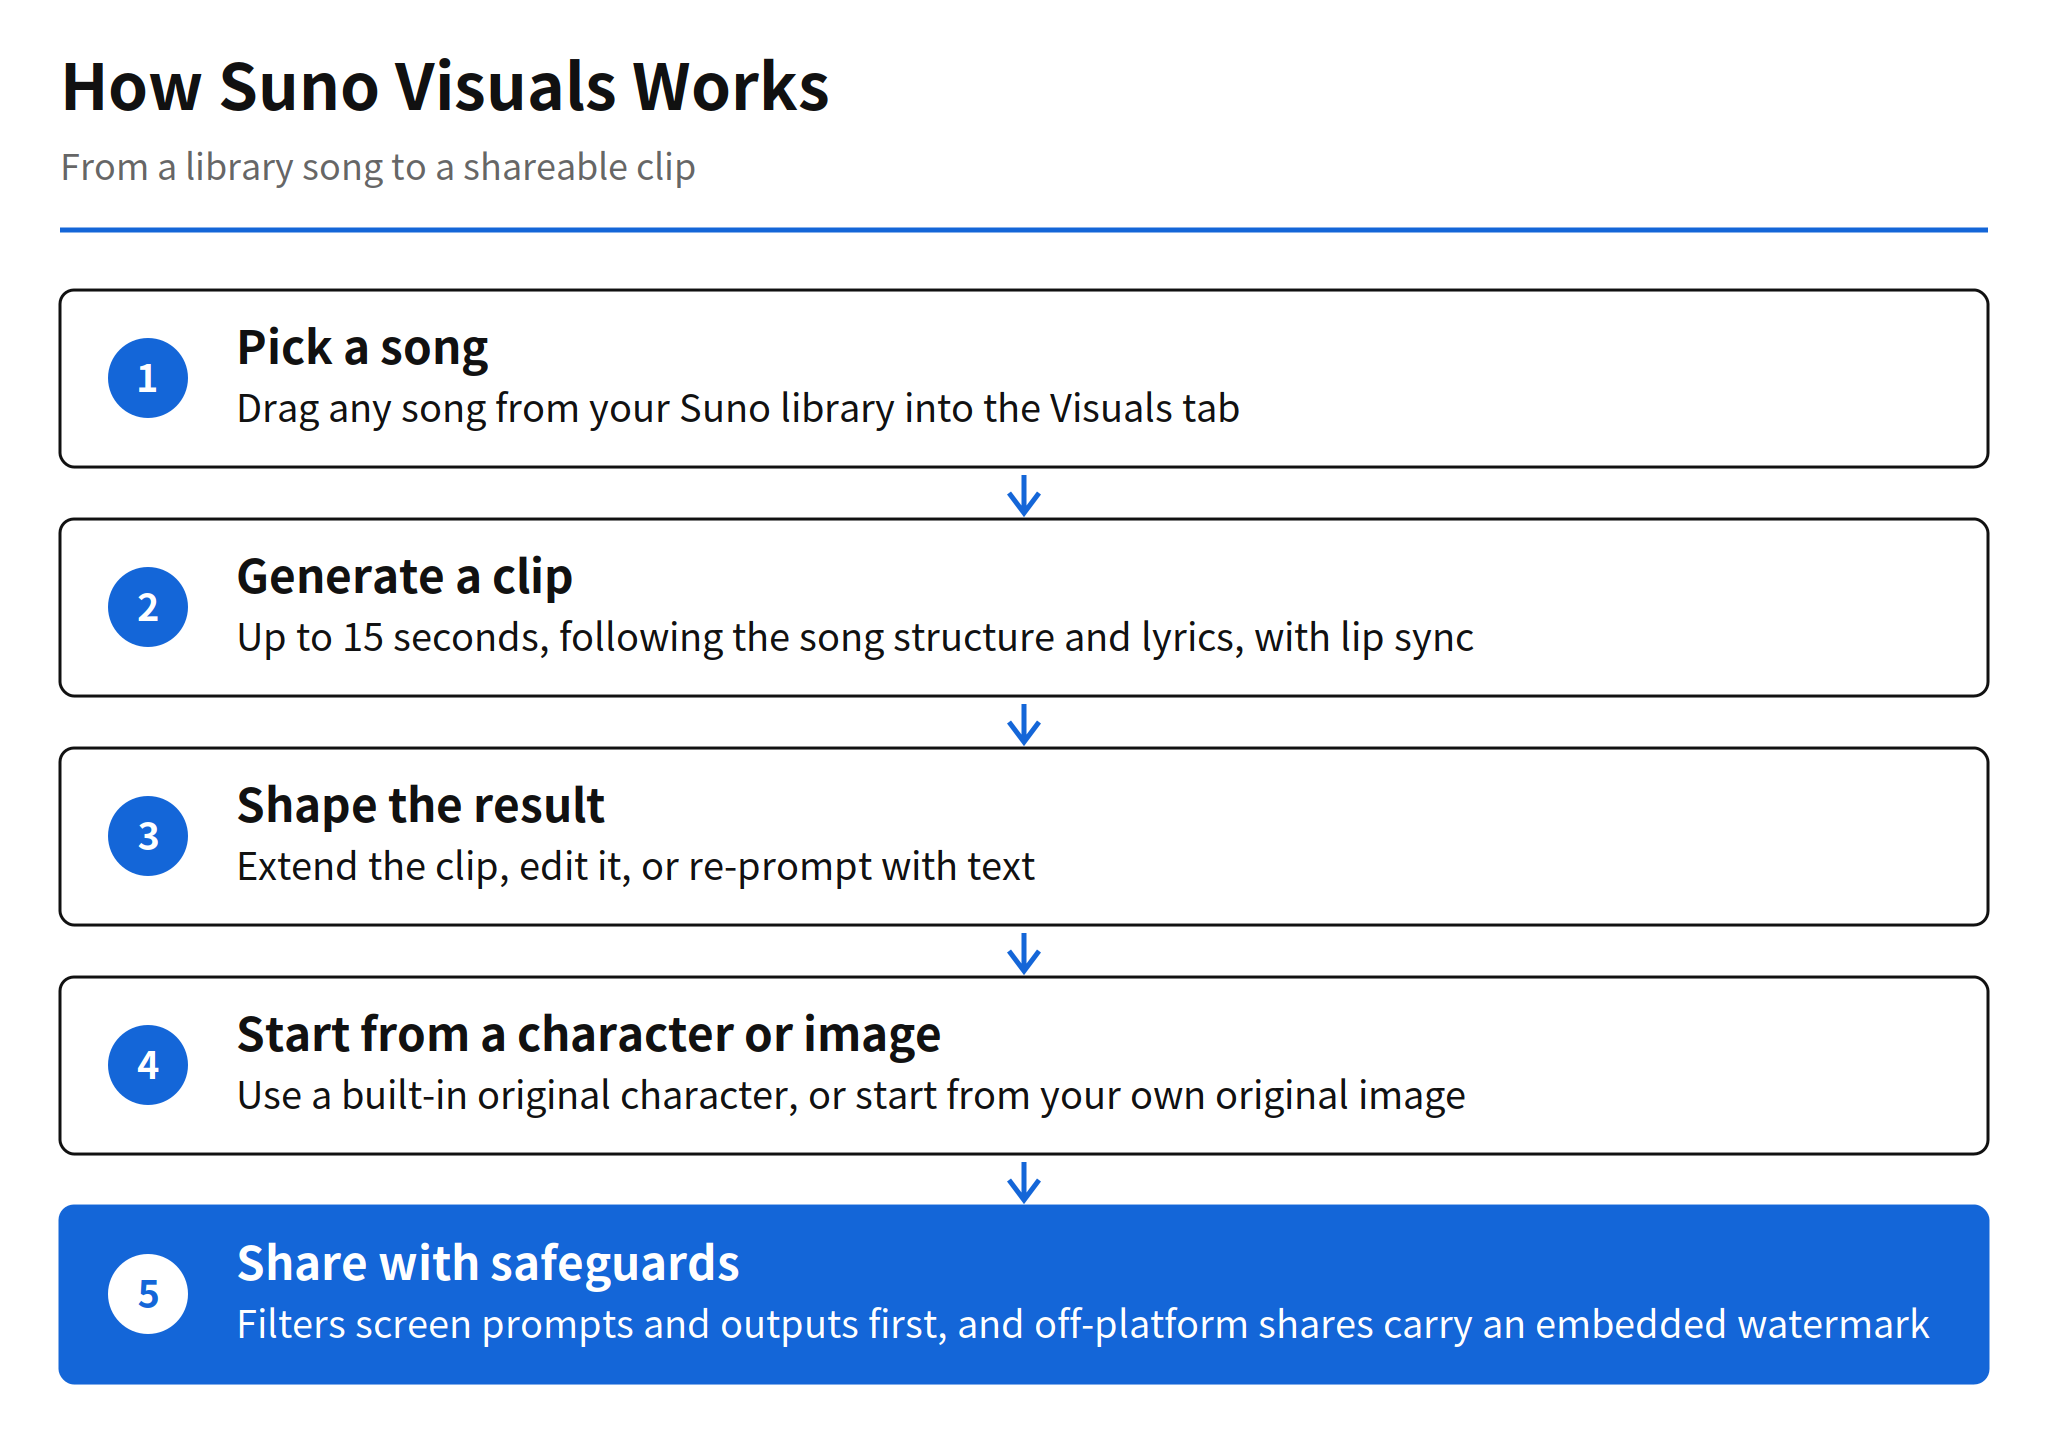 How Suno Visuals Works
From a library song to a shareable clip
1
Pick a song
Drag any song from your Suno library into the Visuals tab
2
Generate a clip
Up to 15 seconds, following the song structure and lyrics, with lip sync
3
Shape the result
Extend the clip, edit it, or re-prompt with text
4
Start from a character or image
Use a built-in original character, or start from your own original image
5
Share with safeguards
Filters screen prompts and outputs first, and off-platform shares carry an embedded watermark